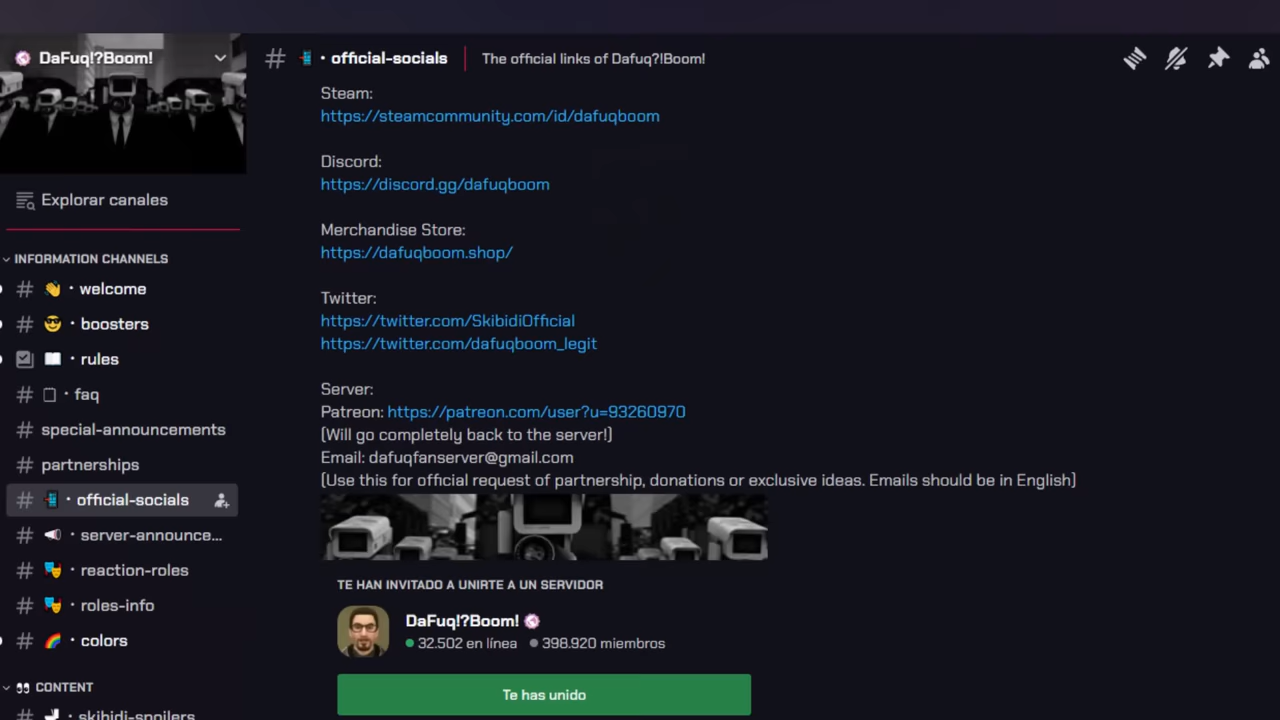 DaFuq!?Boom!
official-socials
The official links of Dafuq?!Boom!
Steam:
https://steamcommunity.com/id/dafuqboom
Discord:
https://discord.gg/dafuqboom
Merchandise Store:
https://dafuqboom.shop/
Twitter:
https://twitter.com/SkibidiOfficial
https://twitter.com/dafuqboom_legit
Server:
Patreon: https://patreon.com/user?u=93260970
(Will go completely back to the server!)
Email: dafuqfanserver@gmail.com
(Use this for official request of partnership, donations or exclusive ideas. Emails should be in English)
TE HAN INVITADO A UNIRTE A UN SERVIDOR
DaFuq!?Boom!
32.502 en línea 398.920 miembros
Te has unido
Explorar canales
INFORMATION CHANNELS
welcome
boosters
rules
faq
special-announcements
partnerships
official-socials
server-announce...
reaction-roles
roles-info
colors
CONTENT
skibidi-spoilers